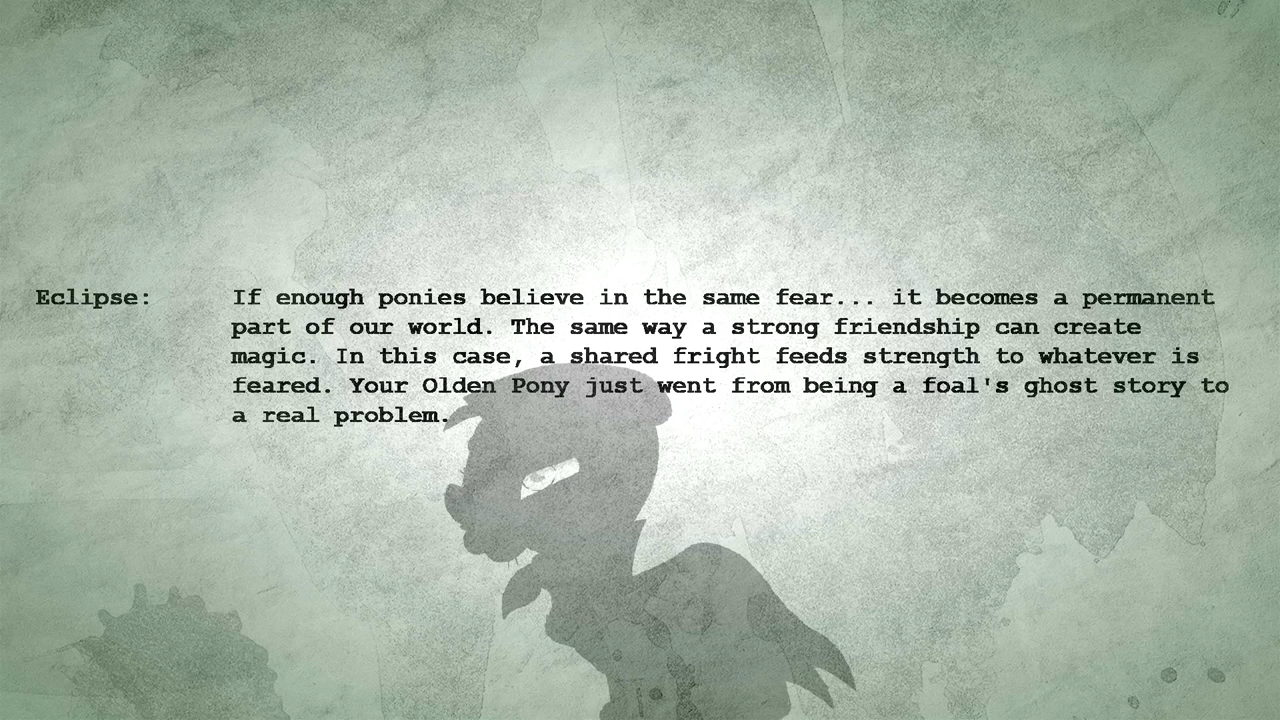 Eclipse: If enough ponies believe in the same fear... it becomes a permanent
part of our world. The same way a strong friendship can create
magic. In this case, a shared fright feeds strength to whatever is
feared. Your Olden Pony just went from being a foal's ghost story to
a real problem.